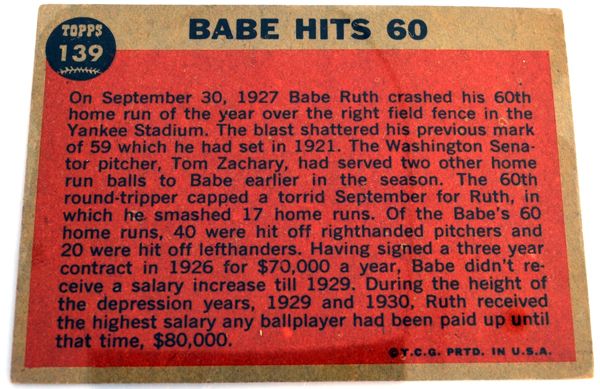 TOPPS
139
BABE HITS 60
On September 30, 1927 Babe Ruth crashed his 60th
home run of the year over the right field fence in the
Yankee Stadium. The blast shattered his previous mark
of 59 which he had set in 1921. The Washington Sena-
tor pitcher, Tom Zachary, had served two other home
run balls to Babe earlier in the season. The 60th
round-tripper capped a torrid September for Ruth, in
which he smashed 17 home runs. Of the Babe's 60
home runs, 40 were hit off righthanded pitchers and
20 were hit off lefthanders. Having signed a three year
contract in 1926 for $70,000 a year, Babe didn't re-
ceive a salary increase till 1929. During the height of
the depression years, 1929 and 1930, Ruth received
the highest salary any ballplayer had been paid up until
that time, $80,000.
©T.C.G. PRTD. IN U.S.A.